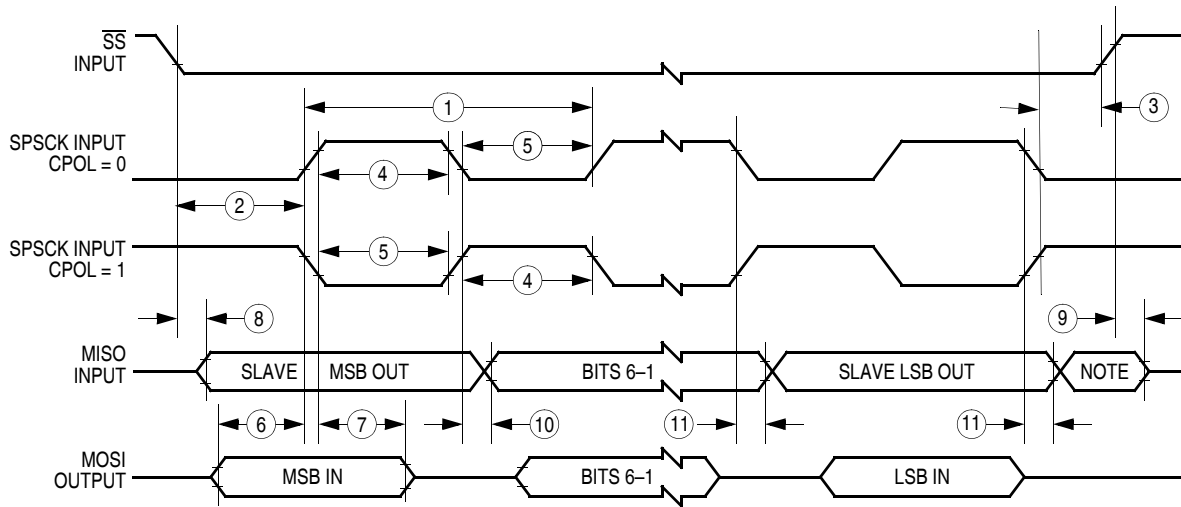 SS
INPUT
1
3
SPSCK INPUT
CPOL = 0
5
4
2
SPSCK INPUT
CPOL = 1
5
4
8
9
MISO
INPUT
SLAVE MSB OUT
BITS 6–1
SLAVE LSB OUT
NOTE
6
7
10
11
11
MOSI
OUTPUT
MSB IN
BITS 6–1
LSB IN